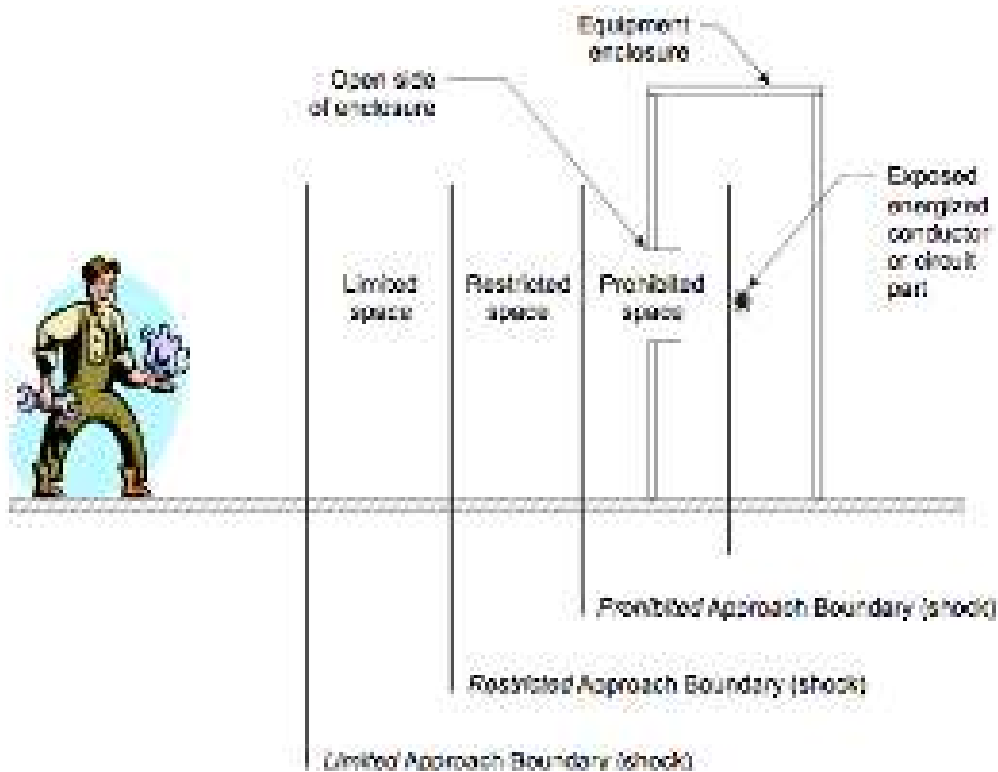 Equipment
enclosure
Open side
of enclosure
Exposed
energized
conductor
or circuit
part
Limited
space
Restricted
space
Prohibited
space
Prohibited Approach Boundary (shock)
Restricted Approach Boundary (shock)
Limited Approach Boundary (shock)